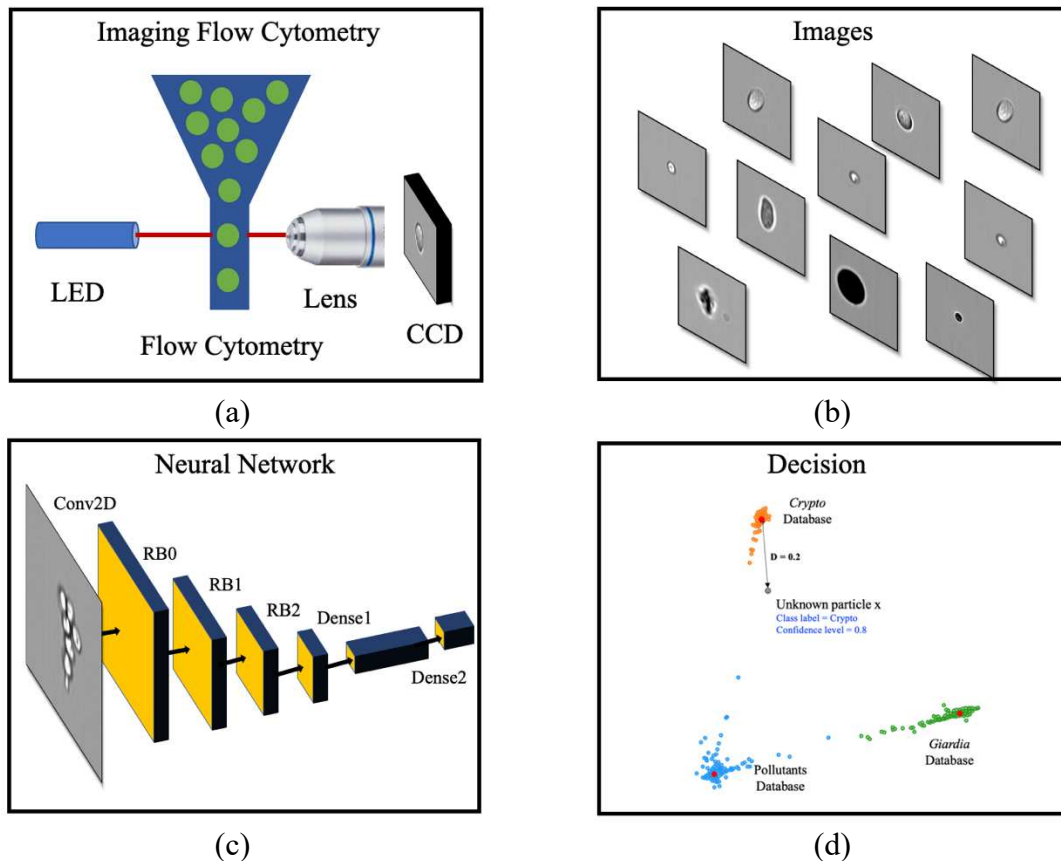 Imaging Flow Cytometry
LED
Lens
CCD
Flow Cytometry
(a)
Images
(b)
Neural Network
Conv2D
RB0
RB1
RB2
Dense1
Dense2
(c)
Decision
Crypto
Database
D = 0.2
Unknown particle x
Class label = Crypto
Confidence level = 0.8
Giardia
Database
Pollutants
Database
(d)